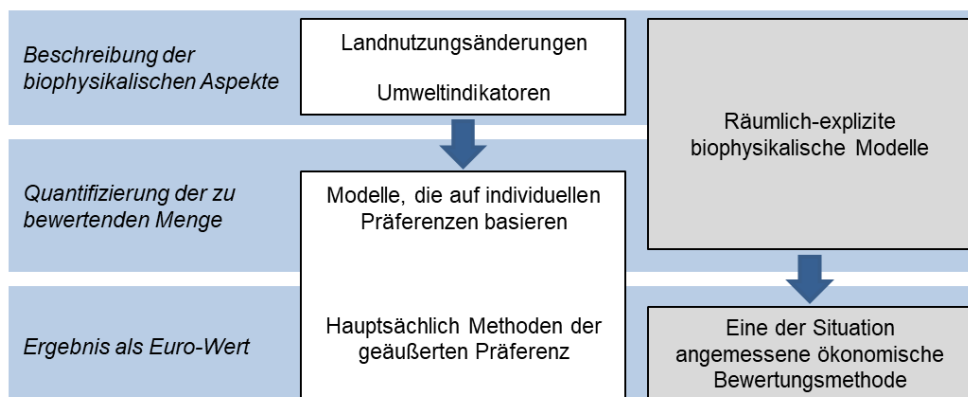 Beschreibung der
biophysikalischen Aspekte
Landnutzungsänderungen
Umweltindikatoren
Räumlich-explizite
biophysikalische Modelle
Quantifizierung der zu
bewertenden Menge
Modelle, die auf individuellen
Präferenzen basieren
Ergebnis als Euro-Wert
Hauptsächlich Methoden der
geäußerten Präferenz
Eine der Situation
angemessene ökonomische
Bewertungsmethode